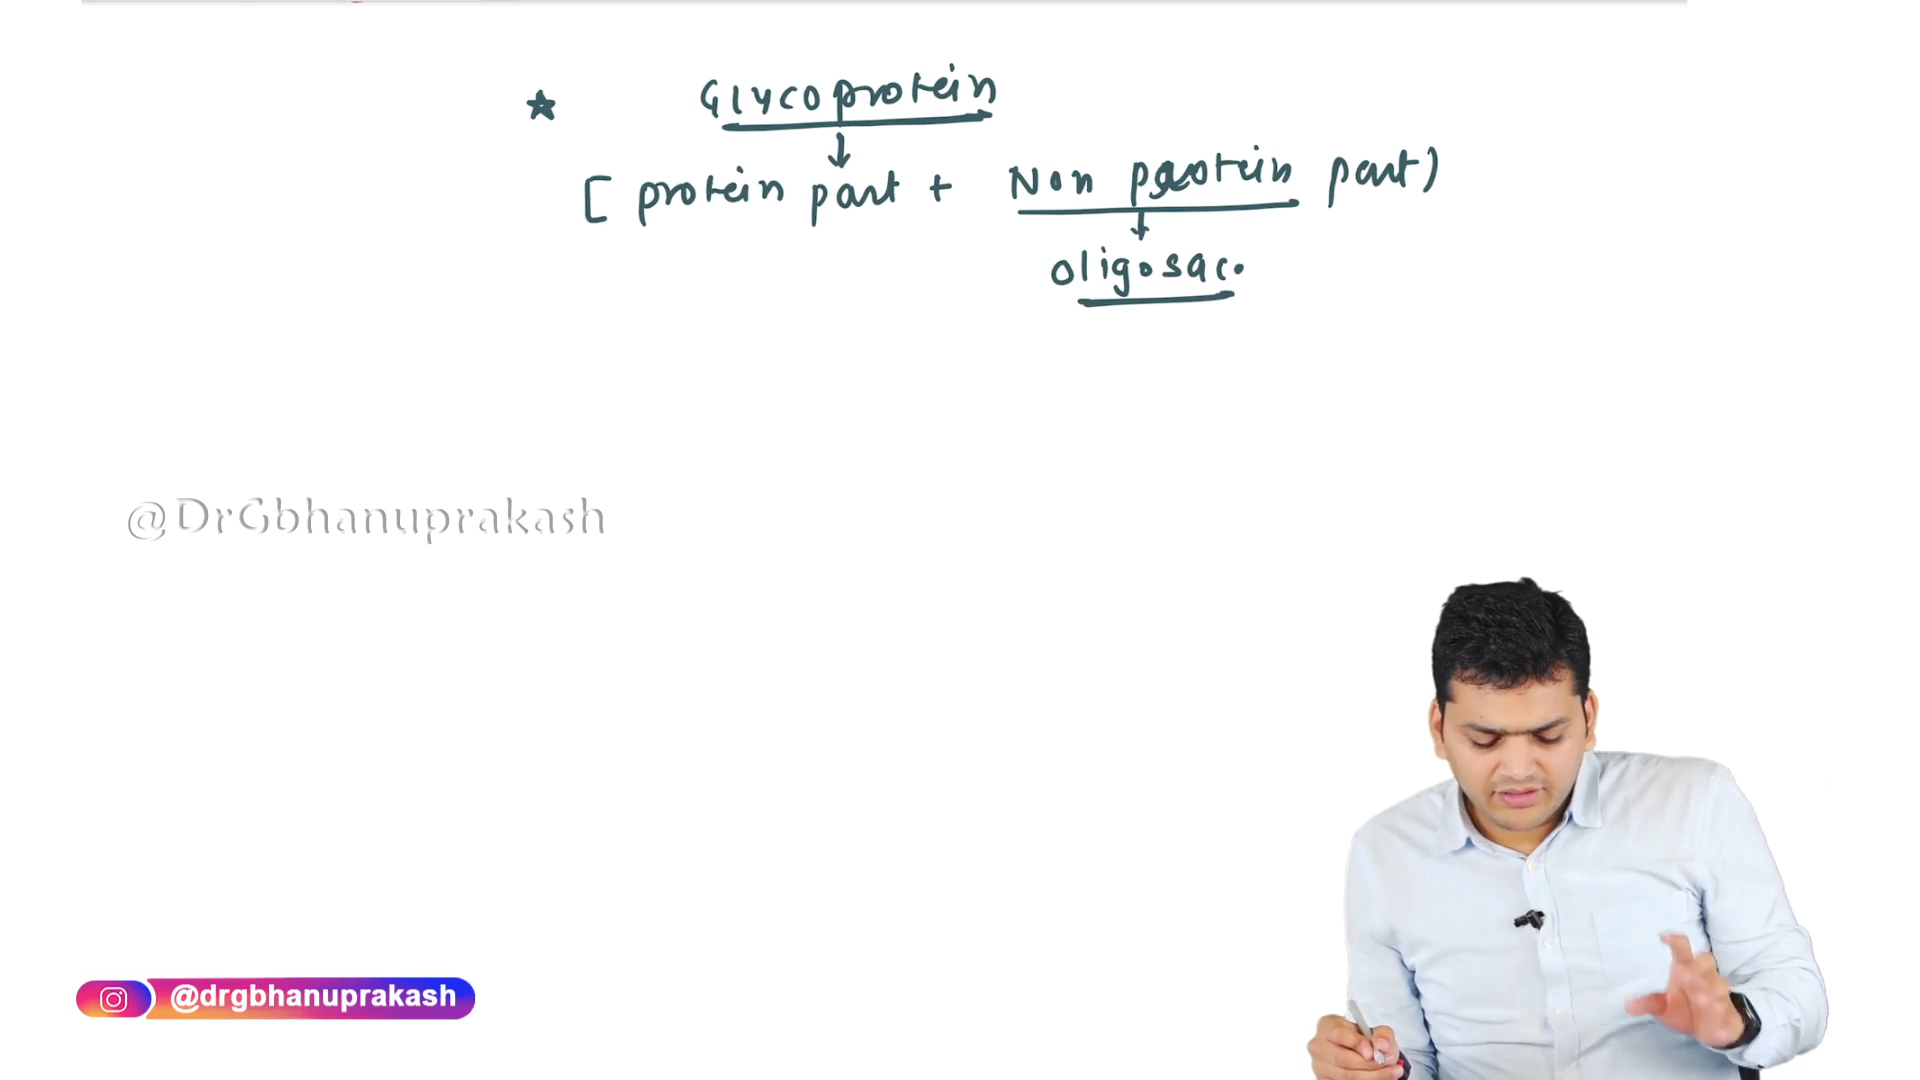 ★ Glycoprotein
↓
[ protein part + Non protein part)
↓
oligosac.
@DrGbhanuprakash
@drgbhanuprakash